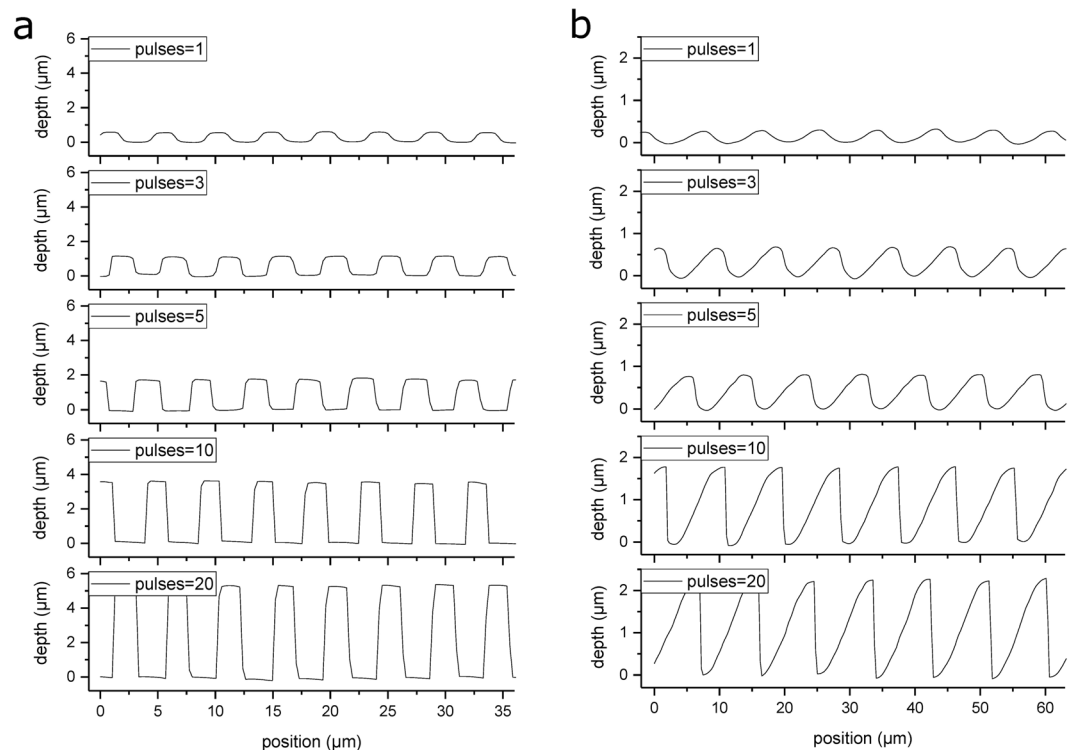 a
6
4
2
0
depth (µm)
pulses=1
6
4
2
0
depth (µm)
pulses=3
6
4
2
0
depth (µm)
pulses=5
6
4
2
0
depth (µm)
pulses=10
6
4
2
0
depth (µm)
pulses=20
0 5 10 15 20 25 30 35
position (µm)
b
2
1
0
depth (µm)
pulses=1
2
1
0
depth (µm)
pulses=3
2
1
0
depth (µm)
pulses=5
2
1
0
depth (µm)
pulses=10
2
1
0
depth (µm)
pulses=20
0 10 20 30 40 50 60
position (µm)